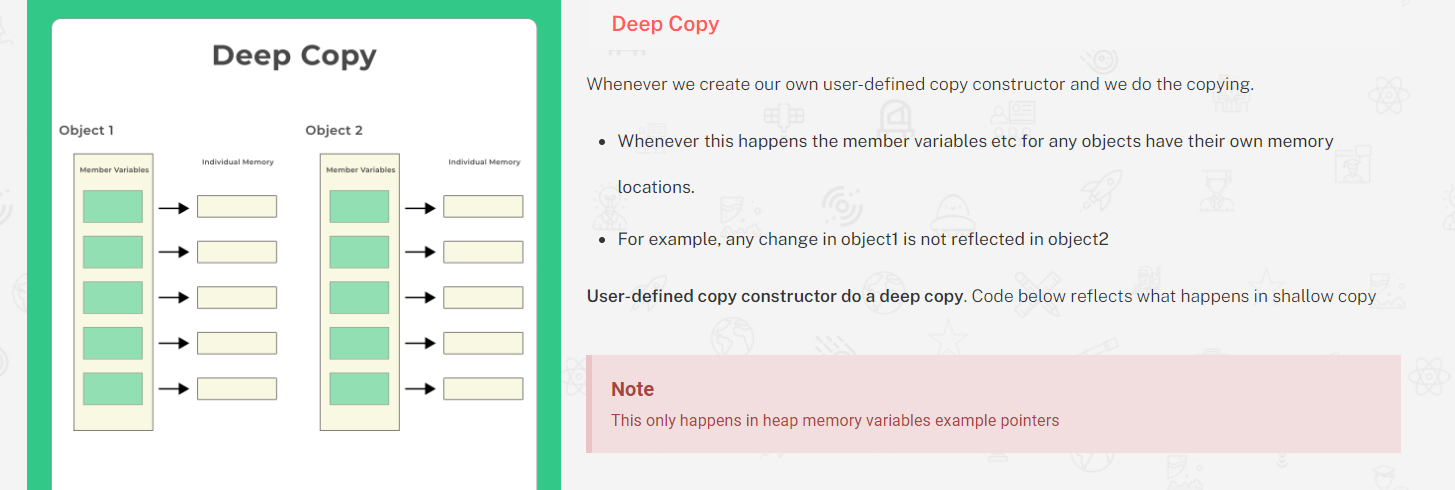 Deep Copy
Object 1
Object 2
Member Variables
Individual Memory
Member Variables
Individual Memory
Deep Copy
Whenever we create our own user-defined copy constructor and we do the copying.
Whenever this happens the member variables etc for any objects have their own memory
locations.
For example, any change in object1 is not reflected in object2
User-defined copy constructor do a deep copy. Code below reflects what happens in shallow copy
Note
This only happens in heap memory variables example pointers